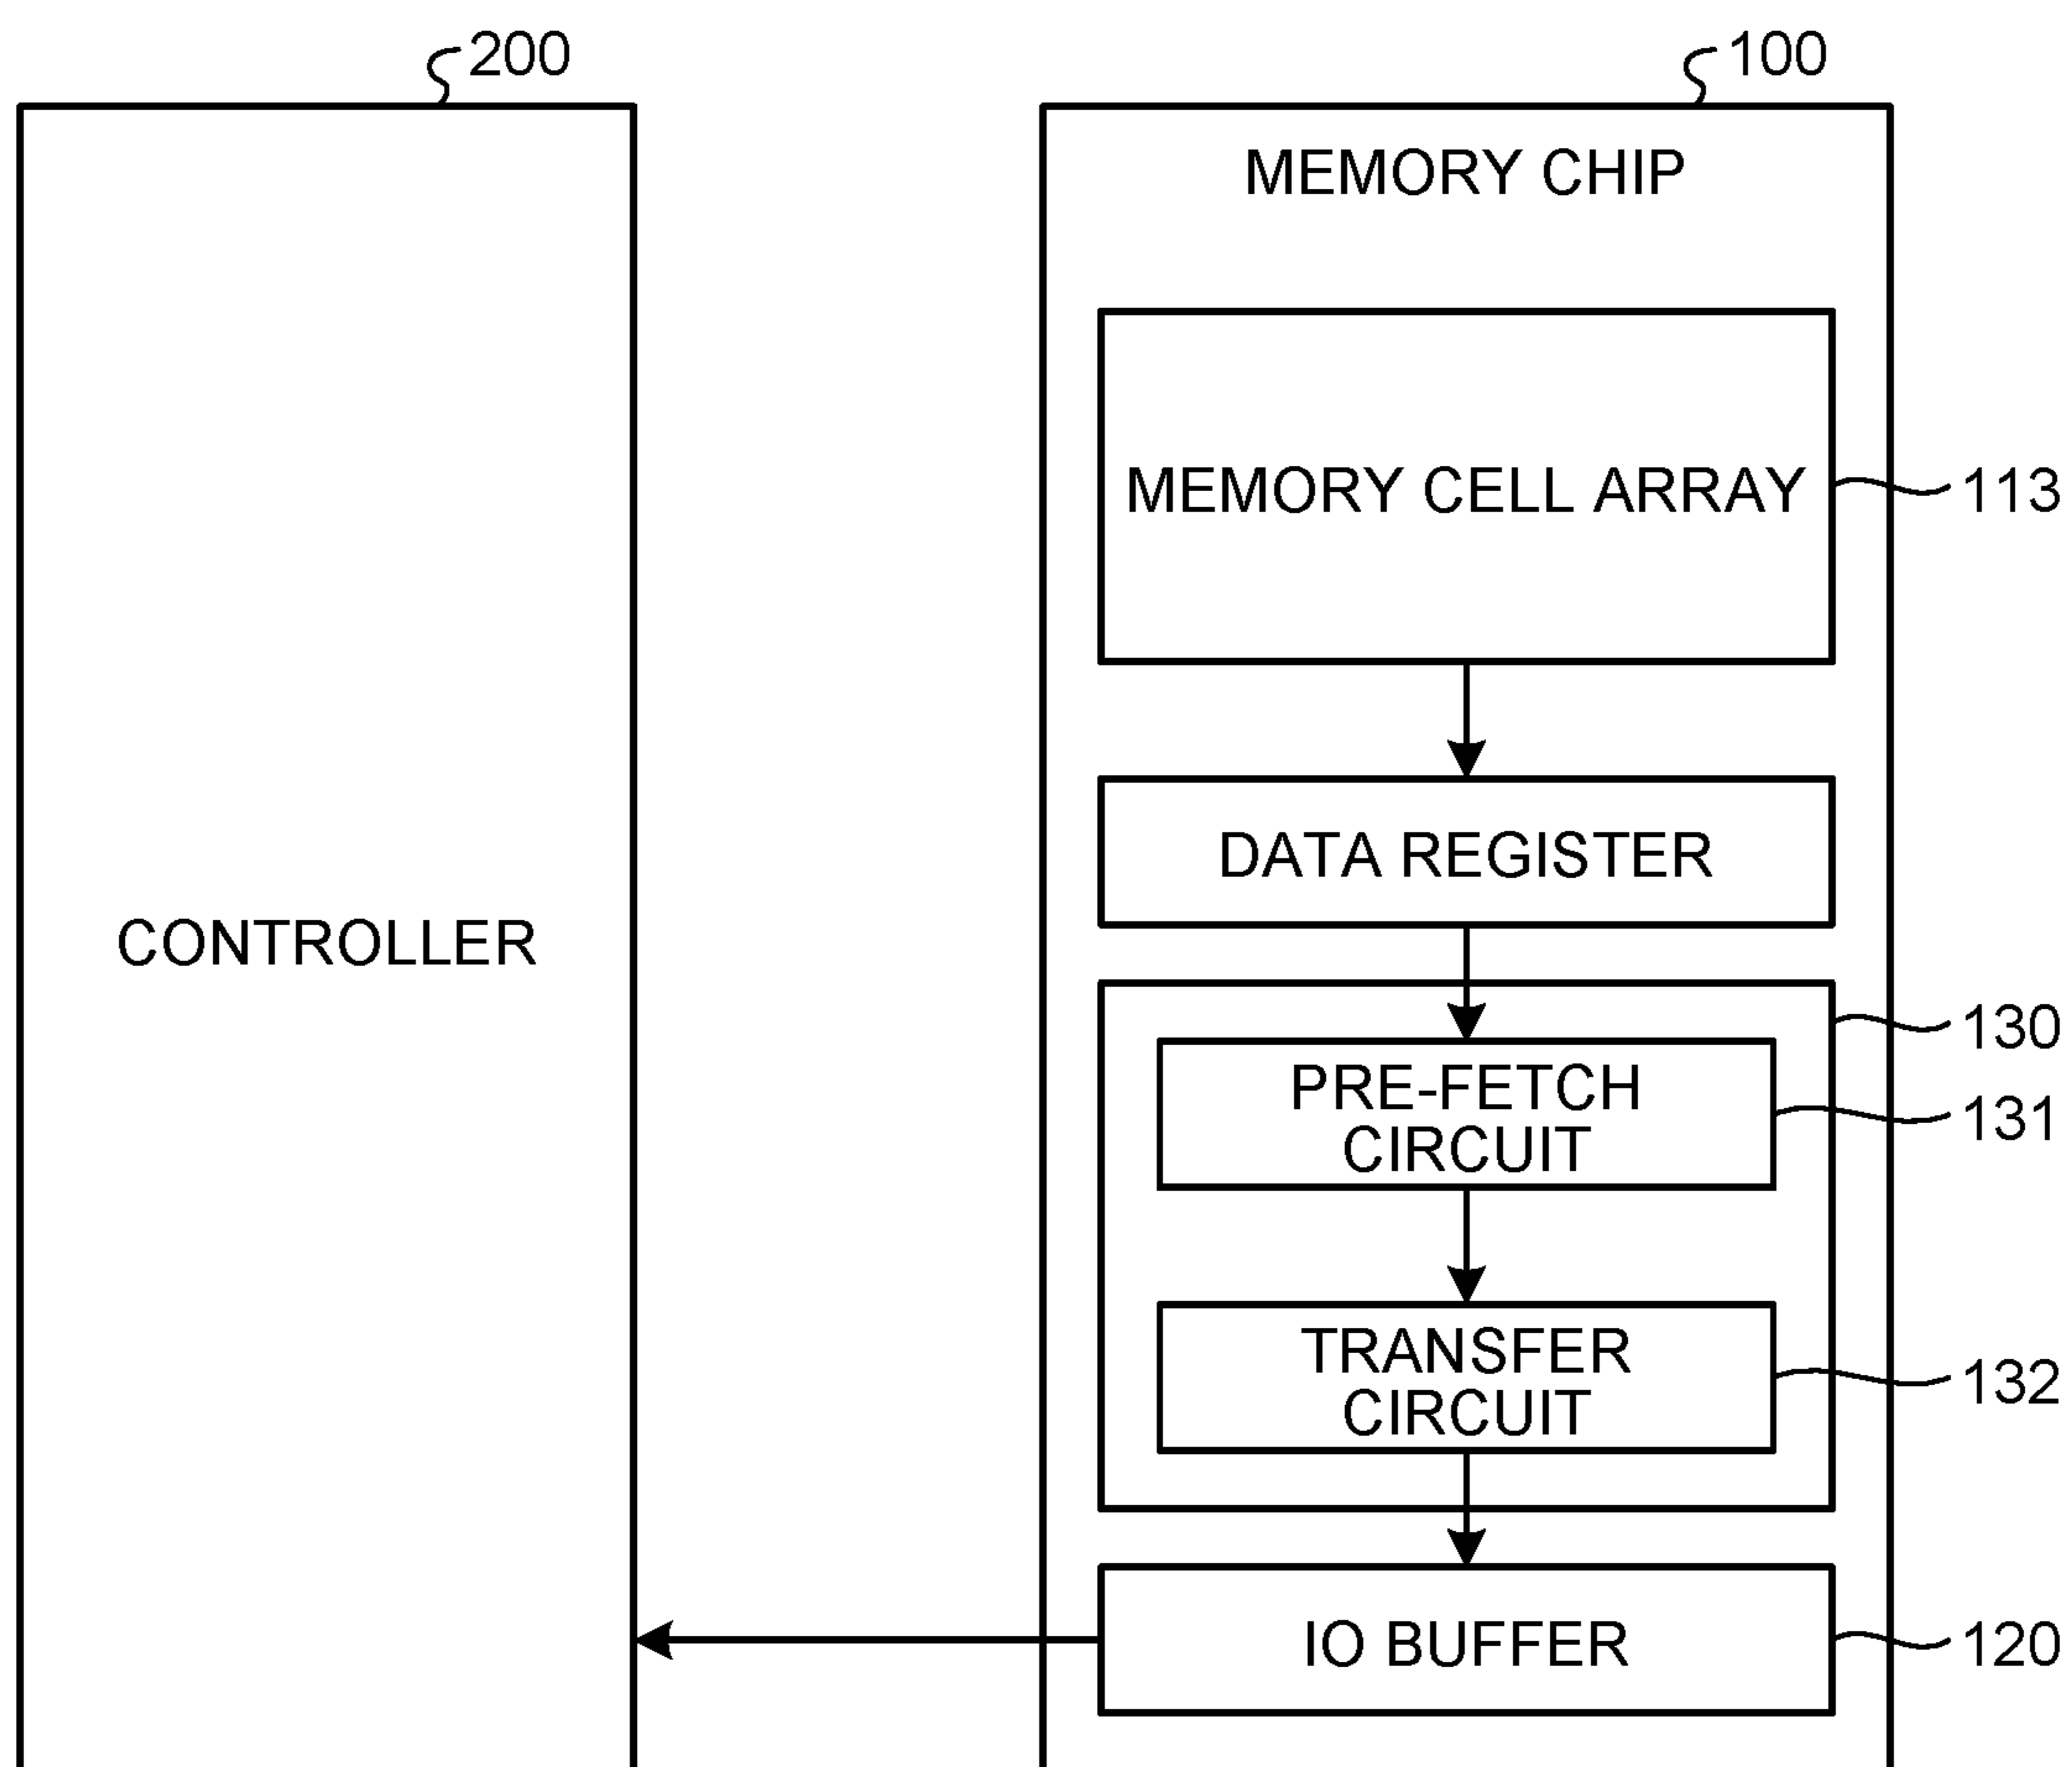 200
100
MEMORY CHIP
MEMORY CELL ARRAY
113
DATA REGISTER
CONTROLLER
130
PRE-FETCH
CIRCUIT
131
TRANSFER
CIRCUIT
132
IO BUFFER
120